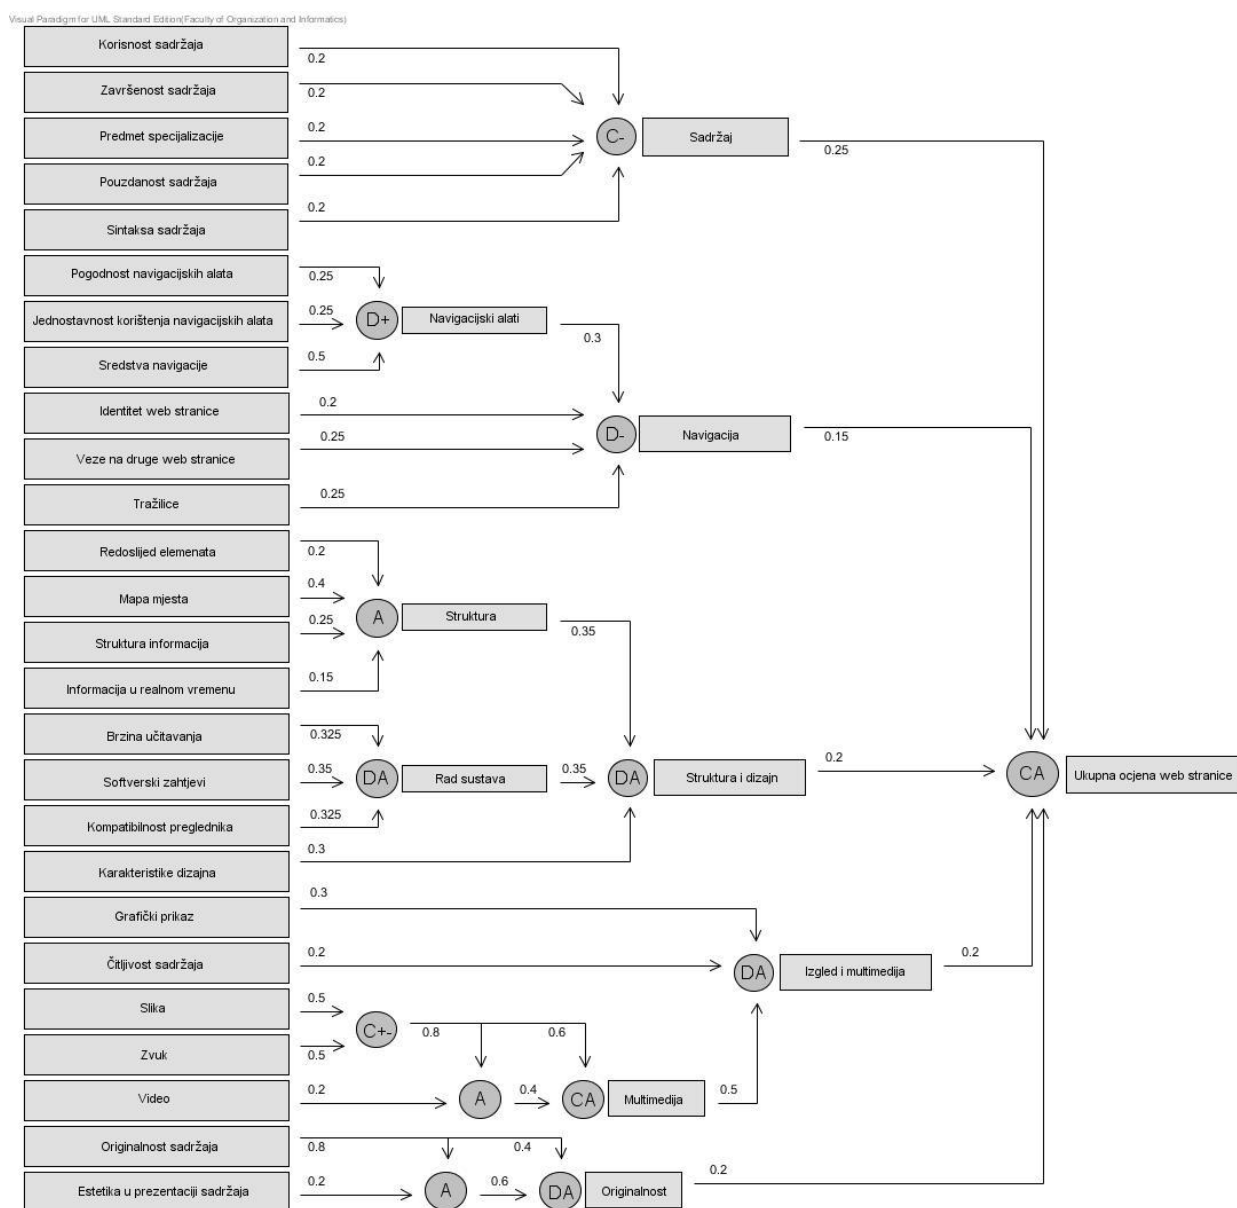 Visual Paradigm for UML Standard Edition(Faculty of Organization and Informatics)
Korisnost sadržaja
0.2
Završenost sadržaja
0.2
Predmet specijalizacije
0.2
C-
Sadržaj
0.25
Pouzdanost sadržaja
0.2
Sintaksa sadržaja
0.2
Pogodnost navigacijskih alata
0.25
Jednostavnost korištenja navigacijskih alata
0.25
D+
Navigacijski alati
0.3
Sredstva navigacije
0.5
Identitet web stranice
0.2
D-
Navigacija
0.15
Veze na druge web stranice
0.25
Tražilice
0.25
Redoslijed elemenata
0.2
Mapa mjesta
0.4
A
Struktura
0.35
Struktura informacija
0.25
Informacija u realnom vremenu
0.15
Brzina učitavanja
0.325
Softverski zahtjevi
0.35
DA
Rad sustava
0.35
DA
Struktura i dizajn
0.2
CA
Ukupna ocjena web stranice
Kompatibilnost preglednika
0.325
Karakteristike dizajna
0.3
Grafički prikaz
0.3
Čitljivost sadržaja
0.2
DA
Izgled i multimedija
0.2
Slika
0.5
C+-
0.8
0.6
Zvuk
0.5
Video
0.2
A
0.4
CA
Multimedija
0.5
Originalnost sadržaja
0.8
0.4
Estetika u prezentaciji sadržaja
0.2
A
0.6
DA
Originalnost
0.2